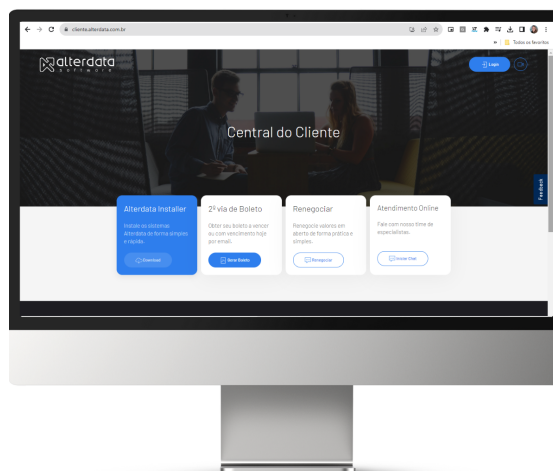 cliente.alterdata.com.br
Todos os favoritos
alterdata
software
Login
Central do Cliente
Feedback
Alterdata Installer
Instale os sistemas
Alterdata de forma simples
e rápido.
Download
2ª via de Boleto
Obter seu boleto a vencer
ou com vencimento hoje
por email.
Gerar Boleto
Renegociar
Renegocie valores em
aberto de forma prática e
simples.
Renegociar
Atendimento Online
Fale com nosso time de
especialistas.
Iniciar Chat